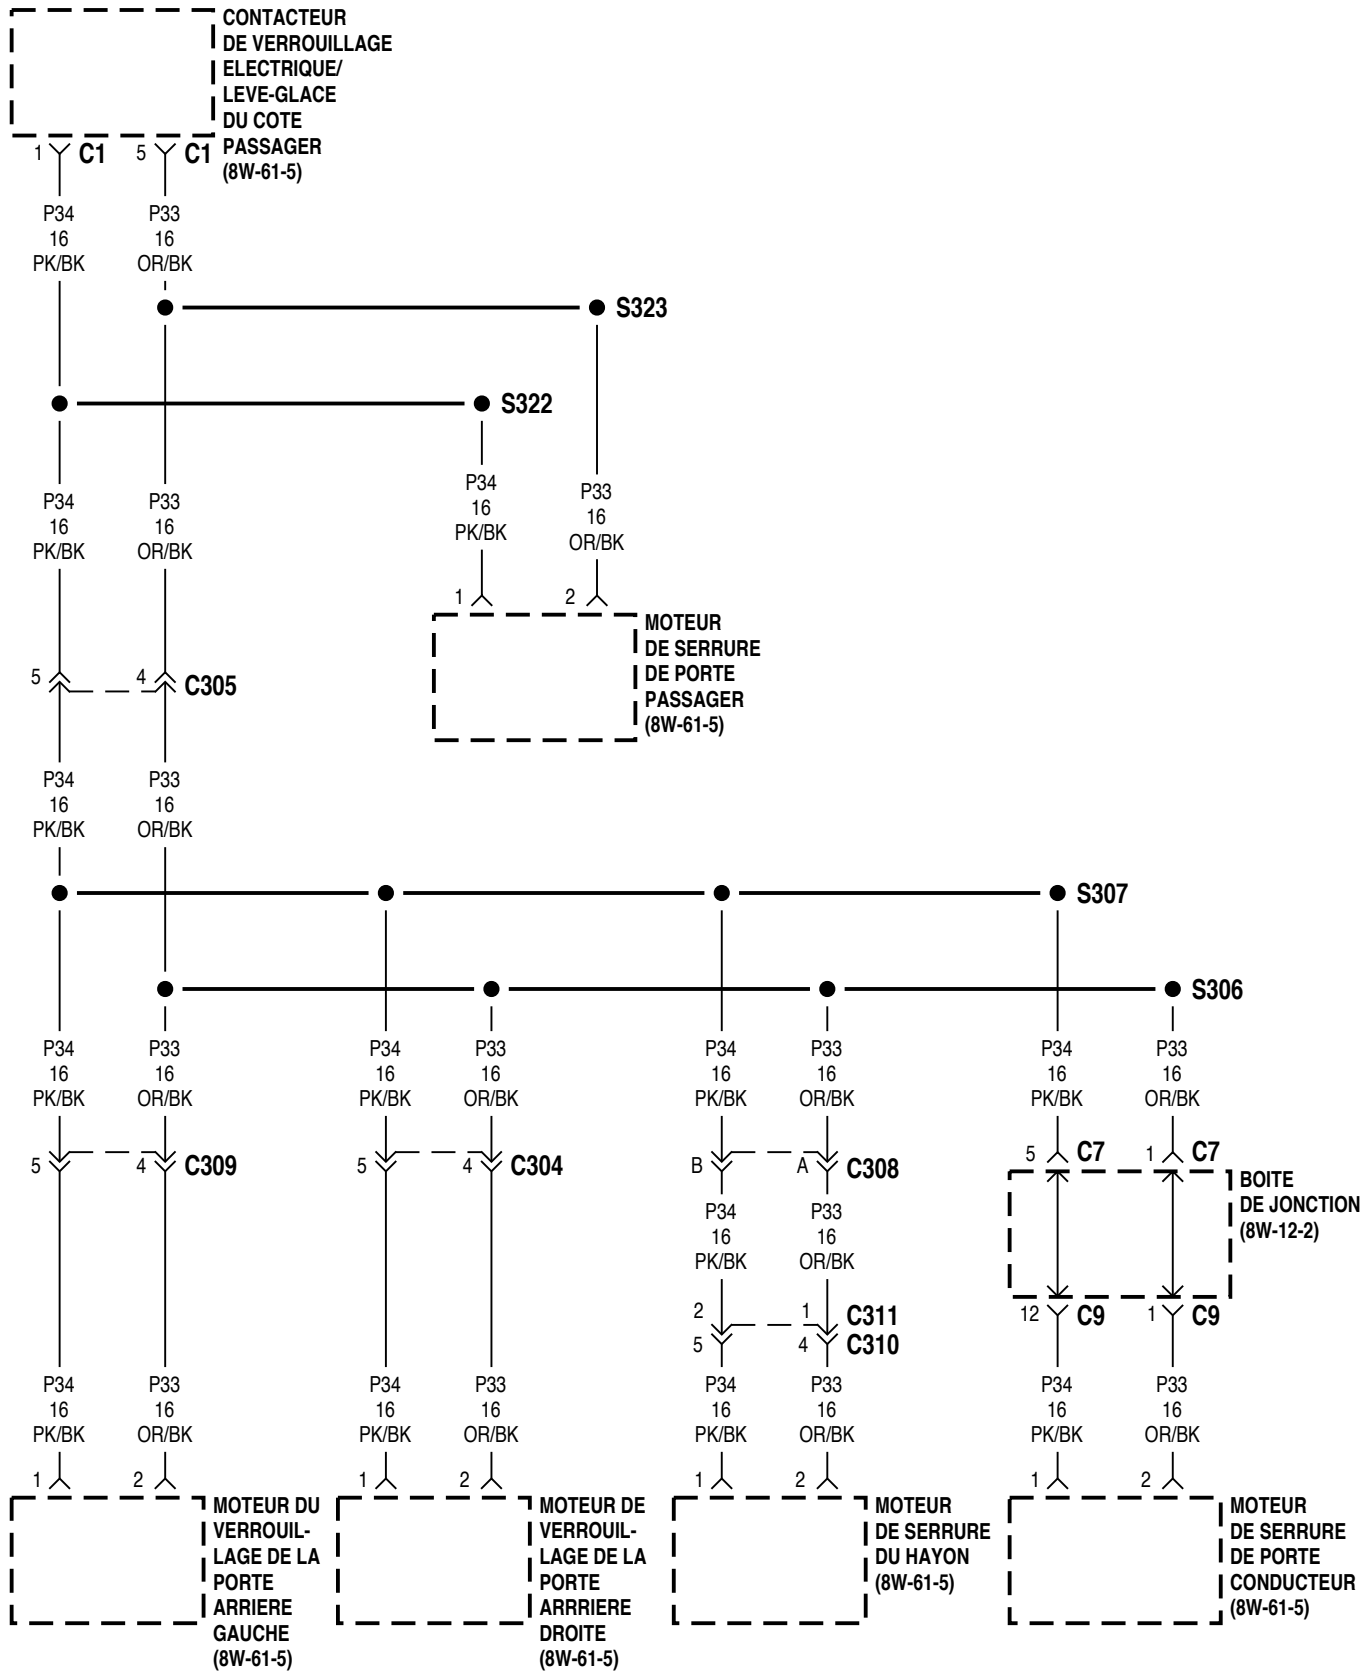 CONTACTEUR
DE VERROUILLAGE
ELECTRIQUE/
LEVE-GLACE
DU COTE
PASSAGER
(8W-61-5)
1 C1 5 C1
P34 P33
16 16
PK/BK OR/BK
S323
S322
P34 P33
16 16
PK/BK OR/BK
P34 P33
16 16
PK/BK OR/BK
1 2
MOTEUR
DE SERRURE
DE PORTE
PASSAGER
(8W-61-5)
5 4 C305
P34 P33
16 16
PK/BK OR/BK
S307
S306
P34 P33 P34 P33 P34 P33 P34 P33
16 16 16 16 16 16 16 16
PK/BK OR/BK PK/BK OR/BK PK/BK OR/BK PK/BK OR/BK
5 4 C309 5 4 C304 B A C308 5 C7 1 C7
BOITE
DE JONCTION
(8W-12-2)
P34 P33
16 16
PK/BK OR/BK
2 1 C311
5 4 C310
12 C9 1 C9
P34 P33 P34 P33 P34 P33 P34 P33
16 16 16 16 16 16 16 16
PK/BK OR/BK PK/BK OR/BK PK/BK OR/BK PK/BK OR/BK
1 2 1 2 1 2 1 2
MOTEUR DU
VERROUIL-
LAGE DE LA
PORTE
ARRIERE
GAUCHE
(8W-61-5)
MOTEUR DE
VERROUIL-
LAGE DE LA
PORTE
ARRRIERE
DROITE
(8W-61-5)
MOTEUR
DE SERRURE
DU HAYON
(8W-61-5)
MOTEUR
DE SERRURE
DE PORTE
CONDUCTEUR
(8W-61-5)